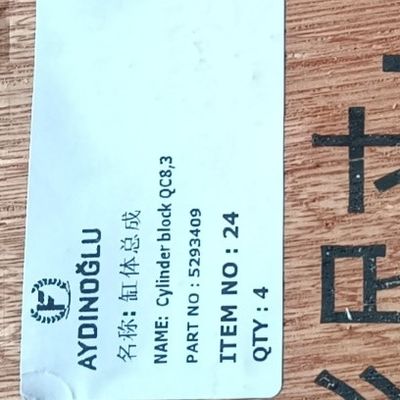 AYDINOĞLU
名称: 缸体总成
NAME: Cylinder block QC8,3
PART NO : 5293409
ITEM NO : 24
QTY : 4